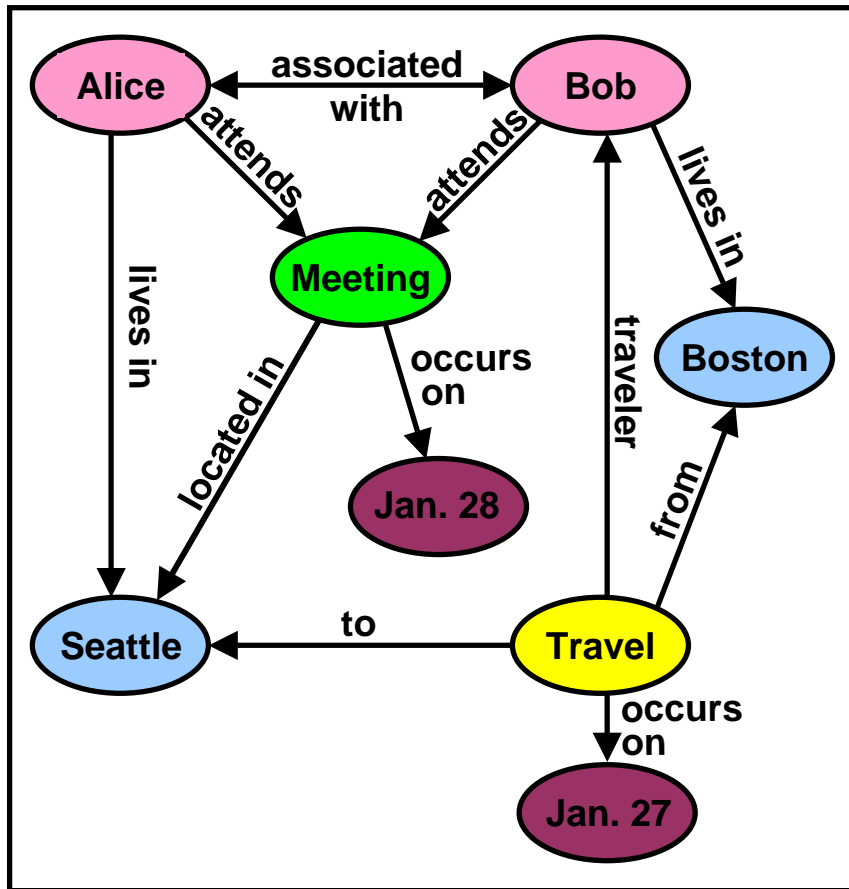 Alice
associated
with
Bob
attends
attends
lives in
Meeting
lives in
occurs
on
traveler
Boston
located in
from
Jan. 28
Seattle
to
Travel
occurs
on
Jan. 27